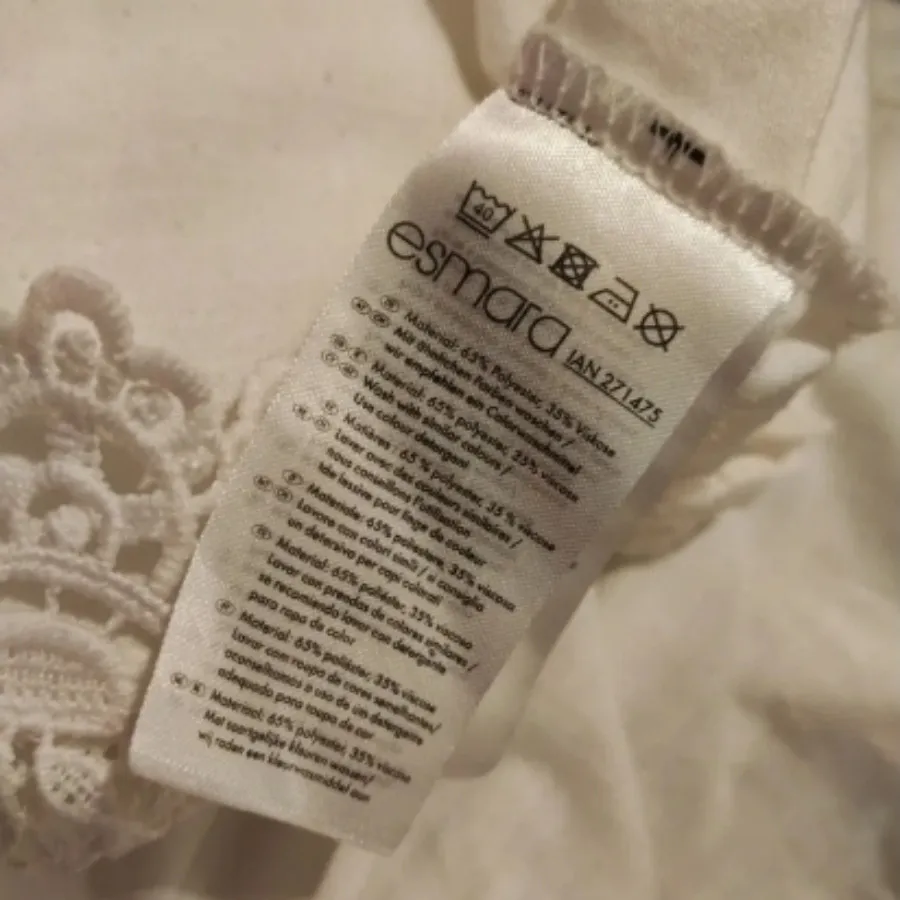 40
esmara
IAN 271475
Material: 65% Polyester, 35% Viskose
Mit ähnlichen Farben waschen /
wir empfehlen ein Colorwaschmittel
Material: 65% polyester, 35% viscose
Wash with similar colours /
Use colour detergent
Matières: 65 % polyester, 35 % viscose
Laver avec des couleurs similaires /
nous conseillons l'utilisation
de lessive pour linge de couleur
Materiale: 65% poliestere, 35% viscosa
Lavare con colori simili / si consiglia
un detersivo per capi colorati
Material: 65% poliéster, 35% viscosa
Lavar con prendas de colores similares /
se recomienda lavar con detergente
para ropa de color
Material: 65% poliéster, 35% viscose
Lavar com roupa de cores semelhantes/
aconselhamos o uso de um detergente
adequado para roupa de cor
Material: 65% polyester, 35% viscose
Met soortgelijke kleuren wassen/
wij raden een kleurwasmiddel aan